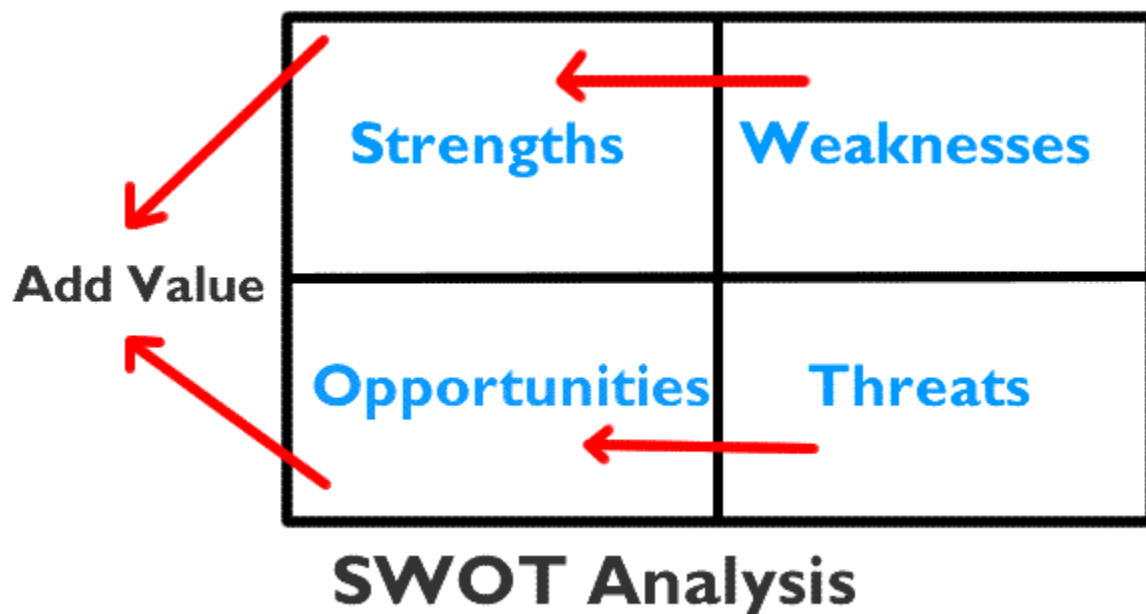 Strengths
Weaknesses
Add Value
Opportunities
Threats
SWOT Analysis